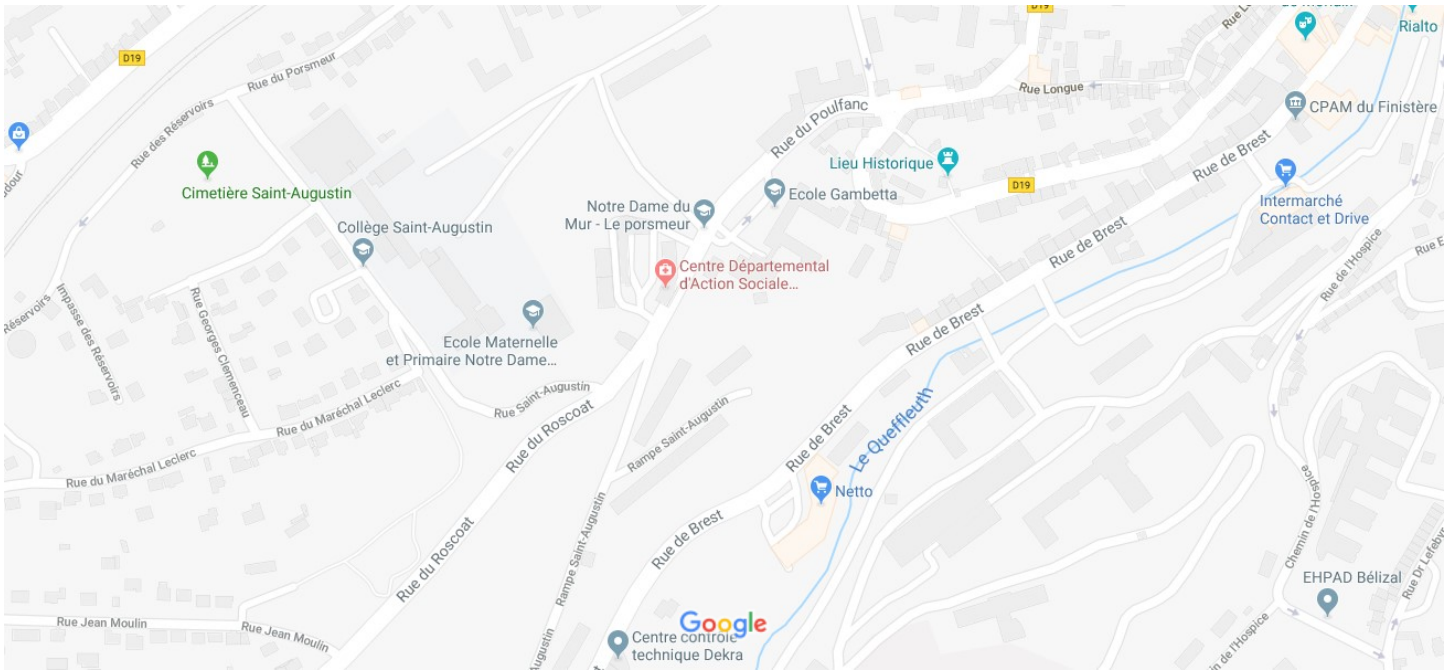 D19
Rialto
D19
Rue du Porsmeur
Rue Longue
Rue des Réservoirs
Rue du Poulfanc
CPAM du Finistère
Rue de Brest
Lieu Historique
Cimetière Saint-Augustin
D19
Ecole Gambetta
Intermarché
Contact et Drive
Notre Dame du
Mur - Le porsmeur
Collège Saint-Augustin
Rue de Brest
Rue de l'Hospice
Centre Départemental
d'Action Sociale...
Réservoirs
Impasse des Réservoirs
Rue Georges Clemenceau
Ecole Maternelle
et Primaire Notre Dame...
Rue de Brest
Rue Saint-Augustin
Rue du Maréchal Leclerc
Rue du Roscoat
Rampe Saint-Augustin
Rue de Brest
Le Queffleuth
Rue du Maréchal Leclerc
Netto
Rue du Roscoat
Rampe Saint-Augustin
Rue de Brest
Chemin de l'Hospice
EHPAD Bélizal
Rue Dr Lefebvre
Rue Jean Moulin
Rue Jean Moulin
Google
Centre contrôle
technique Dekra
Augustin
de l'Hospice